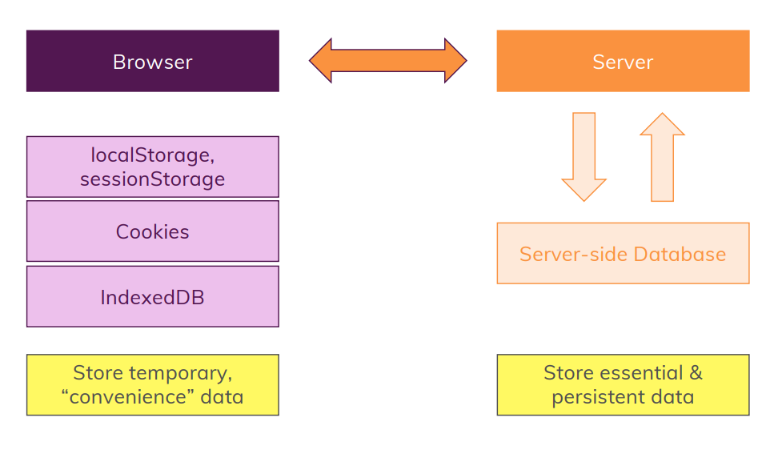 Browser
Server
localStorage,
sessionStorage
Cookies
Server-side Database
IndexedDB
Store temporary,
“convenience” data
Store essential &
persistent data